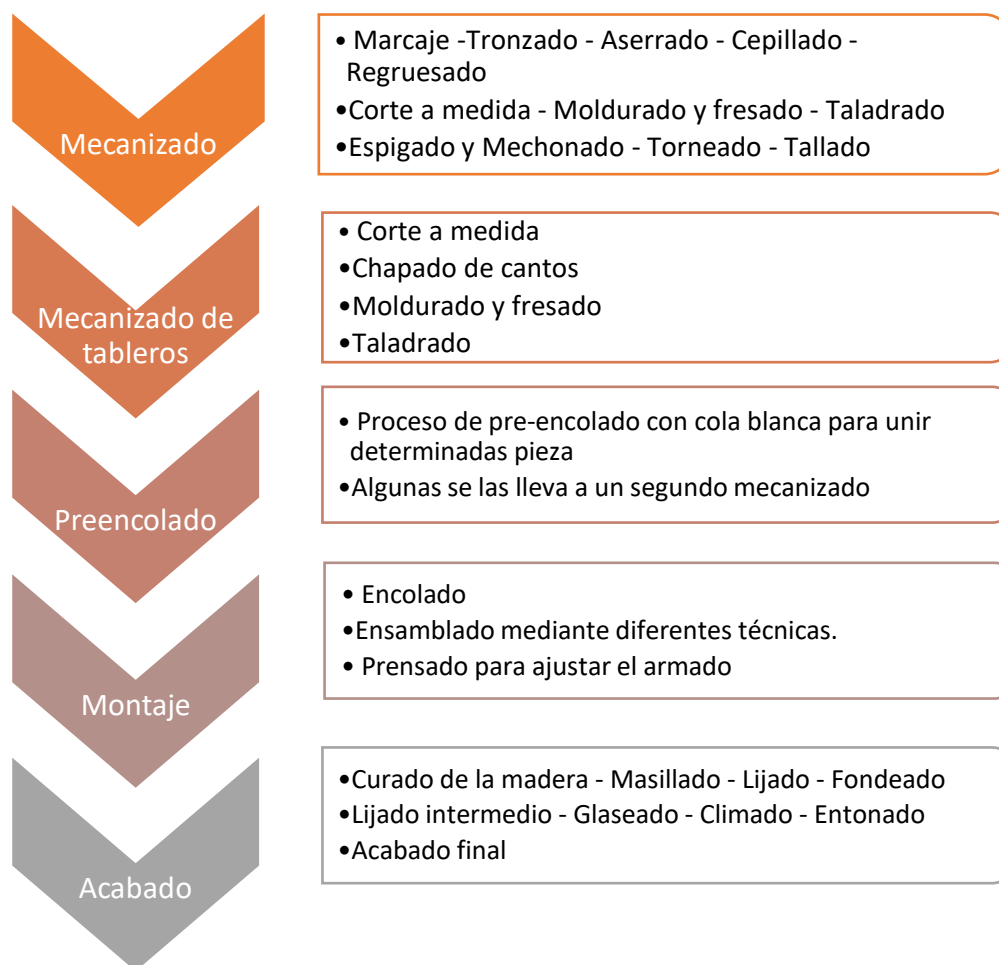 Mecanizado
• Marcaje -Tronzado - Aserrado - Cepillado -
Regruesado
•Corte a medida - Moldurado y fresado - Taladrado
•Espigado y Mechonado - Torneado - Tallado
Mecanizado de
tableros
• Corte a medida
•Chapado de cantos
•Moldurado y fresado
•Taladrado
Preencolado
• Proceso de pre-encolado con cola blanca para unir
determinadas pieza
•Algunas se las lleva a un segundo mecanizado
Montaje
• Encolado
•Ensamblado mediante diferentes técnicas.
• Prensado para ajustar el armado
Acabado
•Curado de la madera - Masillado - Lijado - Fondeado
•Lijado intermedio - Glaseado - Climado - Entonado
•Acabado final